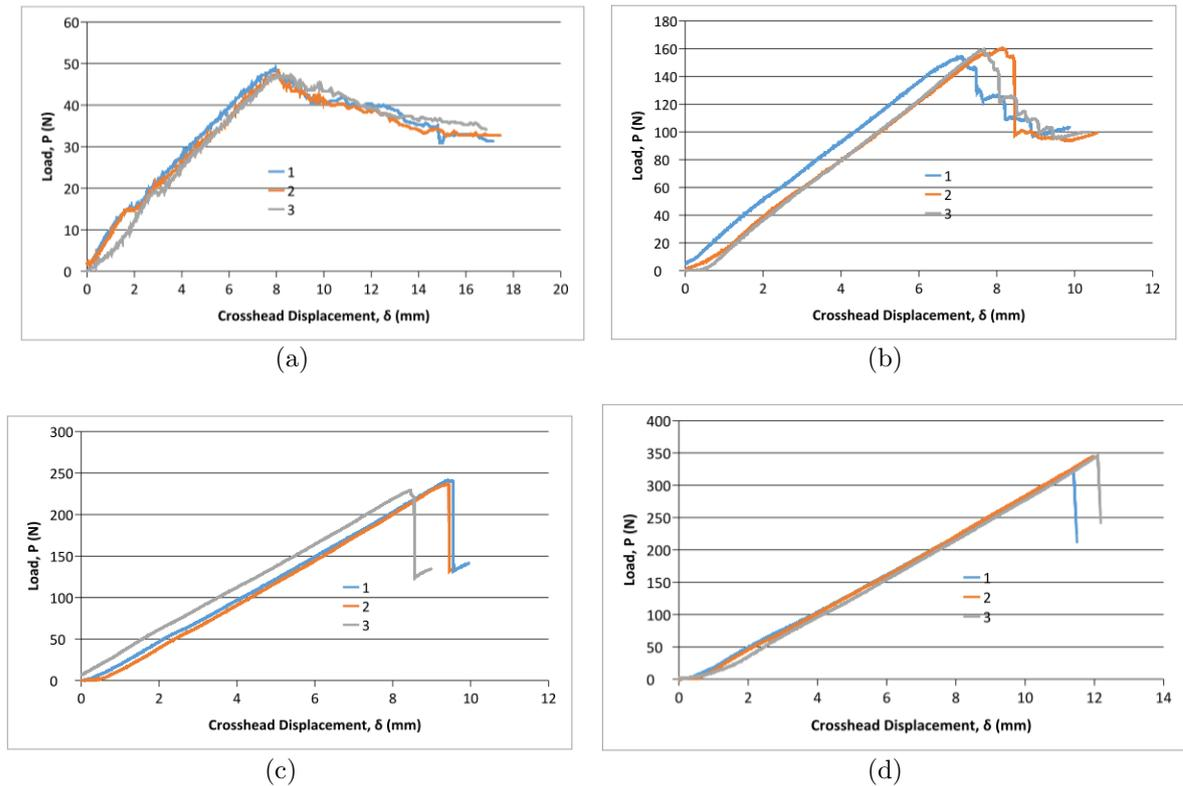 60
50
40
30
20
10
0
0 2 4 6 8 10 12 14 16 18 20
Load, P (N)
Crosshead Displacement, δ (mm)
1
2
3
(a)
180
160
140
120
100
80
60
40
20
0
0 2 4 6 8 10 12
Load, P (N)
Crosshead Displacement, δ (mm)
1
2
3
(b)
300
250
200
150
100
50
0
0 2 4 6 8 10 12
Load, P (N)
Crosshead Displacement, δ (mm)
1
2
3
(c)
400
350
300
250
200
150
100
50
0
0 2 4 6 8 10 12 14
Load, P (N)
Crosshead Displacement, δ (mm)
1
2
3
(d)